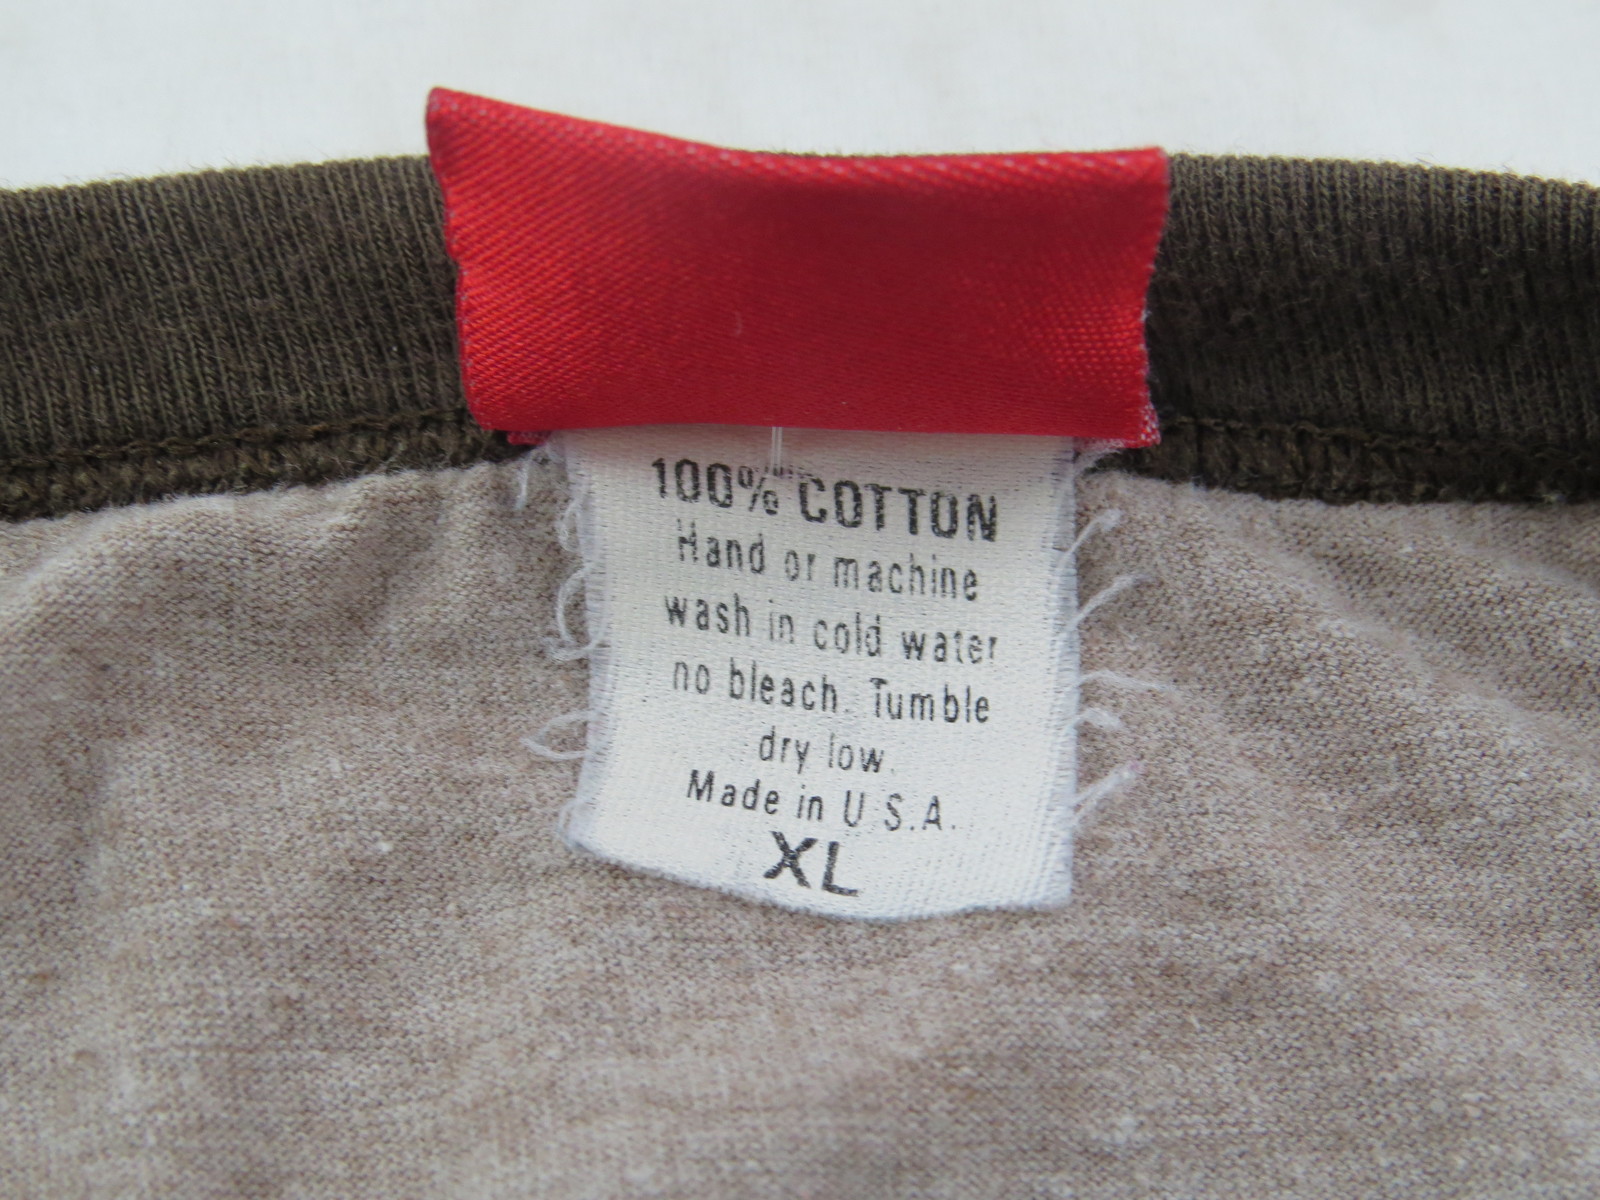 100% COTTON
Hand or machine
wash in cold water
no bleach. Tumble
dry low.
Made in U S.A.
XL